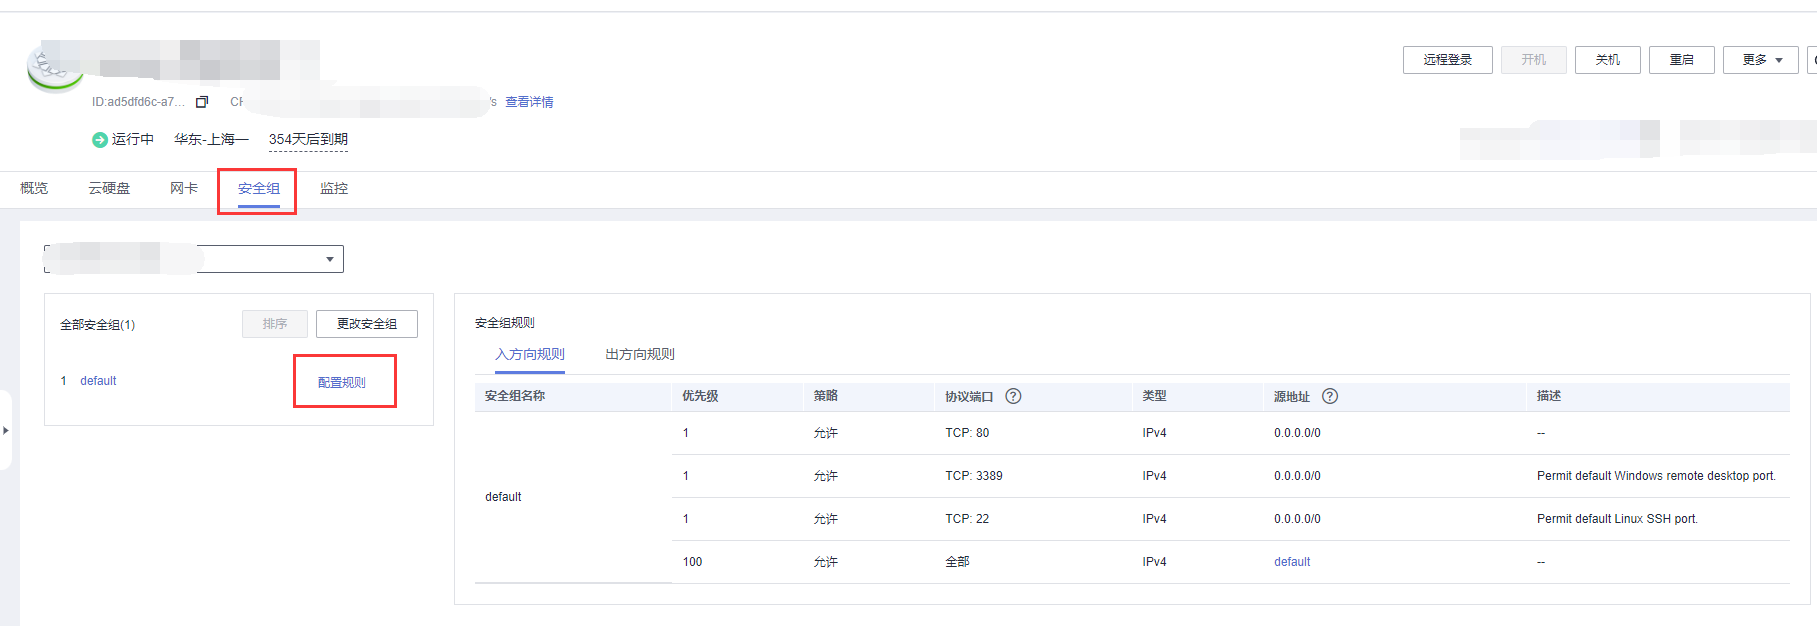 远程登录 开机 关机 重启 更多
ID:ad5dfd6c-a7... 查看详情
运行中 华东-上海一 354天后到期
概览 云硬盘 网卡 安全组 监控
全部安全组(1) 排序 更改安全组
1 default 配置规则
安全组规则
入方向规则 出方向规则
安全组名称 优先级 策略 协议端口 ? 类型 源地址 ? 描述
1 允许 TCP: 80 IPv4 0.0.0.0/0 --
1 允许 TCP: 3389 IPv4 0.0.0.0/0 Permit default Windows remote desktop port.
default
1 允许 TCP: 22 IPv4 0.0.0.0/0 Permit default Linux SSH port.
100 允许 全部 IPv4 default --